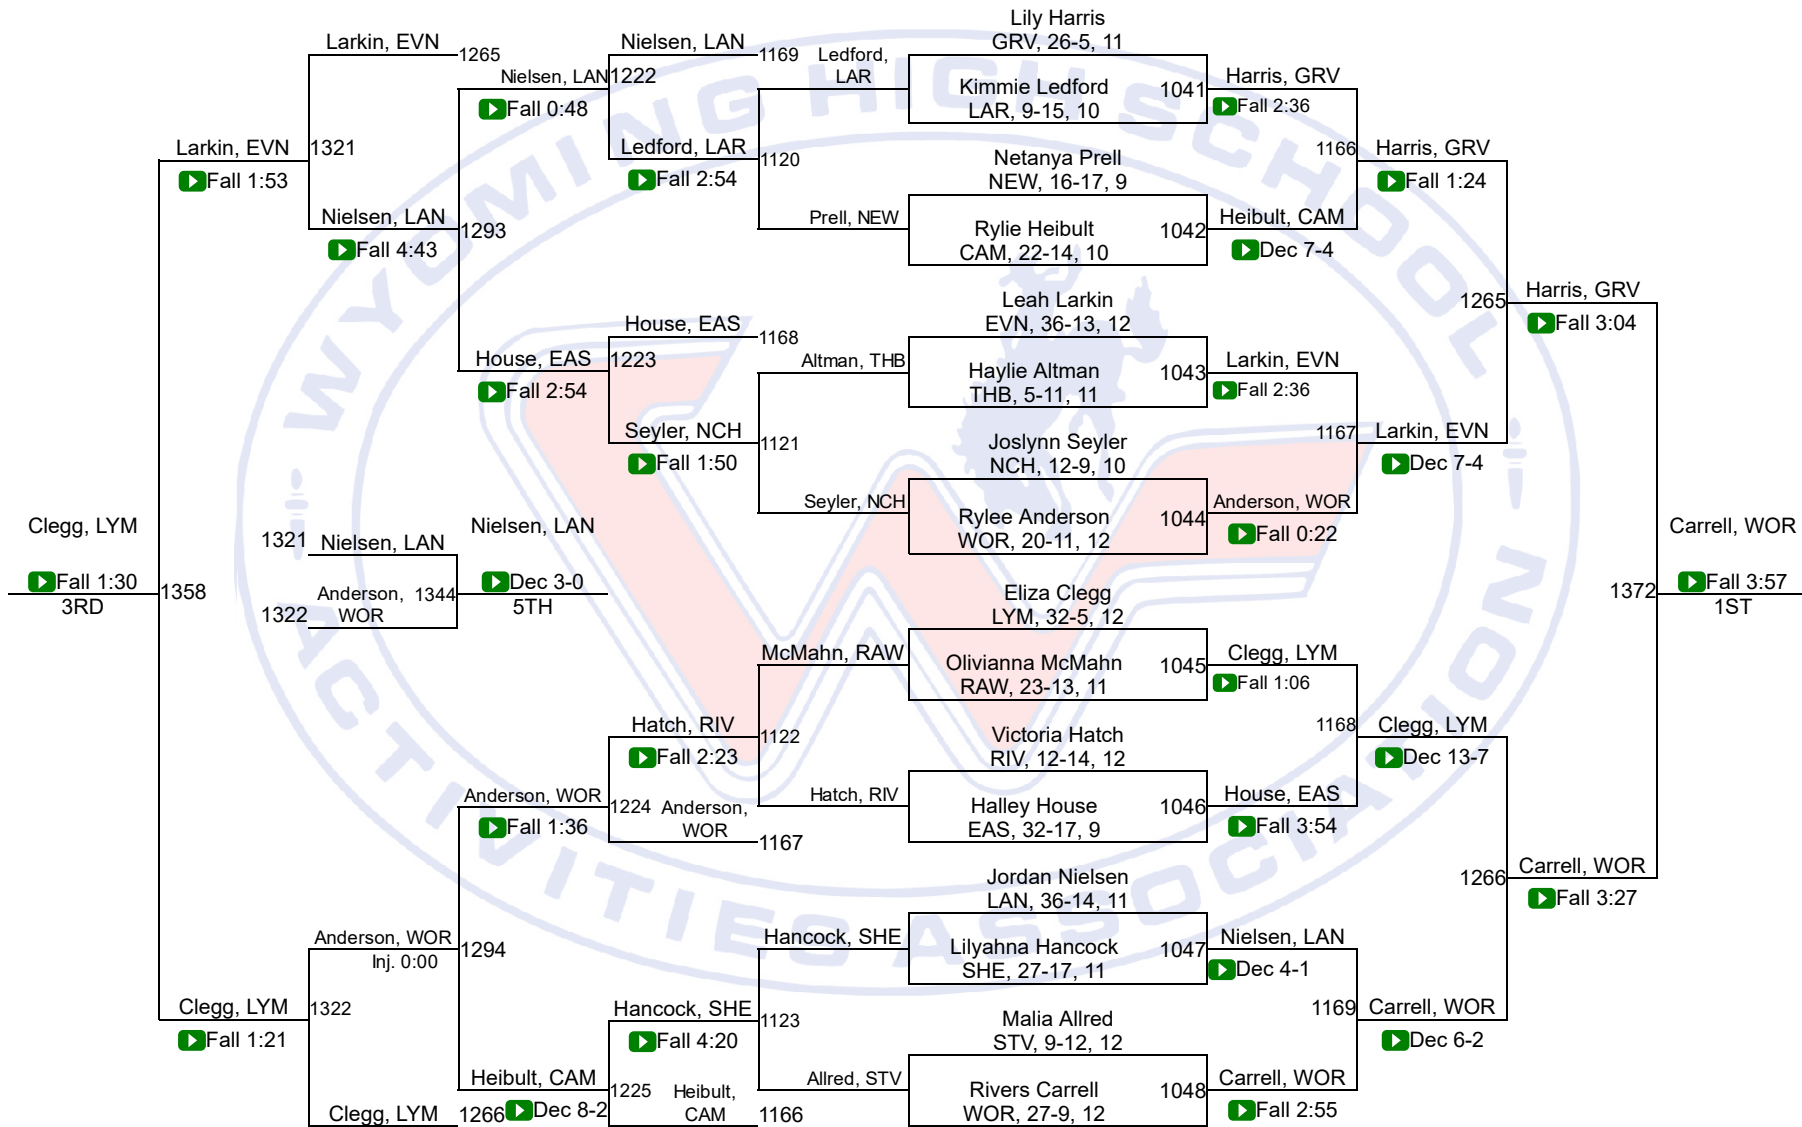 Lily Harris
GRV, 26-5, 11
Larkin, EVN
1265
Nielsen, LAN
1169
Ledford,
LAR
Nielsen, LAN
1222
Fall 0:48
Kimmie Ledford
LAR, 9-15, 10
1041
Harris, GRV
Fall 2:36
Larkin, EVN
1321
Fall 1:53
Ledford, LAR
1120
Fall 2:54
Netanya Prell
NEW, 16-17, 9
1166
Harris, GRV
Fall 1:24
Nielsen, LAN
1293
Fall 4:43
Prell, NEW
Rylie Heibult
CAM, 22-14, 10
1042
Heibult, CAM
Dec 7-4
Leah Larkin
EVN, 36-13, 12
1265
Harris, GRV
Fall 3:04
House, EAS
1168
House, EAS
1223
Fall 2:54
Altman, THB
Haylie Altman
THB, 5-11, 11
1043
Larkin, EVN
Fall 2:36
Seyler, NCH
1121
Fall 1:50
Joslynn Seyler
NCH, 12-9, 10
1167
Larkin, EVN
Dec 7-4
Seyler, NCH
Rylee Anderson
WOR, 20-11, 12
1044
Anderson, WOR
Fall 0:22
Clegg, LYM
Fall 1:30
3RD
1358
1321
Nielsen, LAN
Anderson,
WOR
1322
1344
Nielsen, LAN
Dec 3-0
5TH
Eliza Clegg
LYM, 32-5, 12
1372
Carrell, WOR
Fall 3:57
1ST
McMahn, RAW
Olivianna McMahn
RAW, 23-13, 11
1045
Clegg, LYM
Fall 1:06
Hatch, RIV
1122
Fall 2:23
Victoria Hatch
RIV, 12-14, 12
1168
Clegg, LYM
Dec 13-7
Anderson, WOR
1224
Fall 1:36
Anderson,
WOR
1167
Hatch, RIV
Halley House
EAS, 32-17, 9
1046
House, EAS
Fall 3:54
Jordan Nielsen
LAN, 36-14, 11
1266
Carrell, WOR
Fall 3:27
Anderson, WOR
Inj. 0:00
1294
Hancock, SHE
Lilyahna Hancock
SHE, 27-17, 11
1047
Nielsen, LAN
Dec 4-1
Clegg, LYM
1322
Fall 1:21
Hancock, SHE
1123
Fall 4:20
Malia Allred
STV, 9-12, 12
1169
Carrell, WOR
Dec 6-2
Heibult, CAM
1225
Dec 8-2
Clegg, LYM
1266
Heibult,
CAM
1166
Allred, STV
Rivers Carrell
WOR, 27-9, 12
1048
Carrell, WOR
Fall 2:55
WYOMING HIGH SCHOOL
ACTIVITIES ASSOCIATION